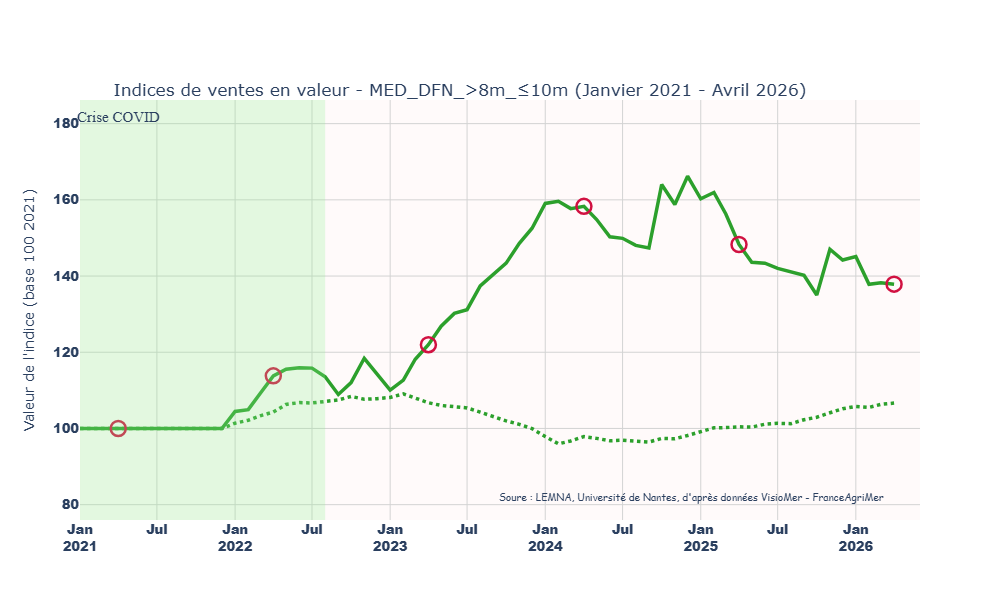 Indices de ventes en valeur - MED_DFN_>8m_≤10m (Janvier 2021 - Avril 2026)
Crise COVID
Valeur de l'indice (base 100 2021)
180
160
140
120
100
80
Soure : LEMNA, Université de Nantes, d'après données VisioMer - FranceAgriMer
Jan Jul Jan Jul Jan Jul Jan Jul Jan Jul Jan
2021 2022 2023 2024 2025 2026